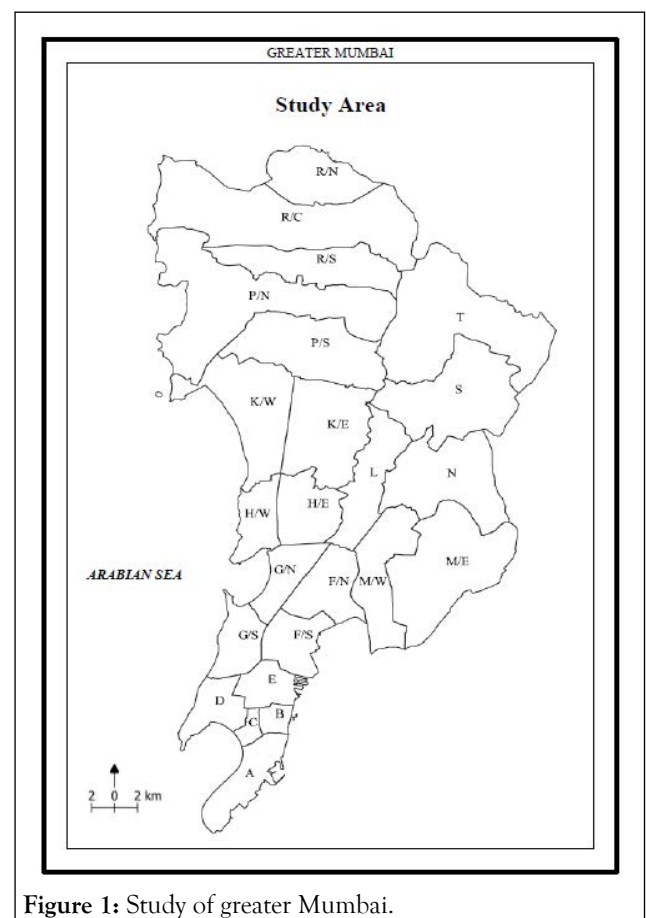 GREATER MUMBAI
Study Area
R/N
R/C
R/S
P/N
T
P/S
S
K/W
K/E
L
N
H/W
H/E
M/E
G/N
ARABIAN SEA
F/N
M/W
G/S
F/S
E
D
B
C
A
2 0 2 km
Figure 1: Study of greater Mumbai.